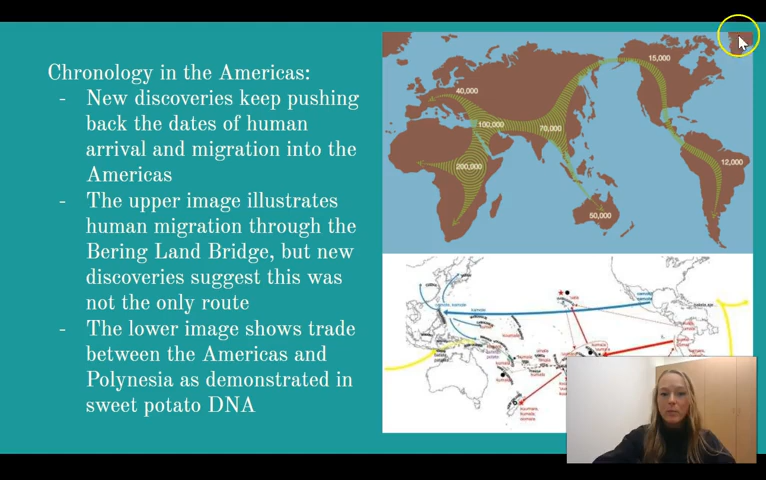 Chronology in the Americas:
- New discoveries keep pushing
back the dates of human
arrival and migration into the
Americas
- The upper image illustrates
human migration through the
Bering Land Bridge, but new
discoveries suggest this was
not the only route
- The lower image shows trade
between the Americas and
Polynesia as demonstrated in
sweet potato DNA
15,000
40,000
100,000
70,000
200,000
12,000
50,000